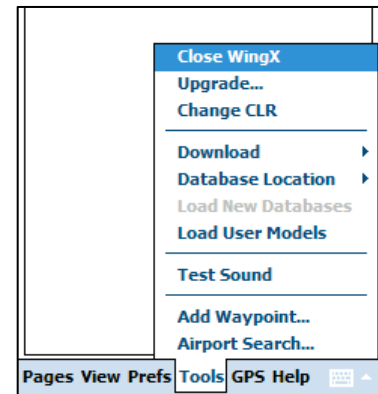 Close WingX
Upgrade...
Change CLR
Download
Database Location
Load New Databases
Load User Models
Test Sound
Add Waypoint...
Airport Search...
Pages View Prefs Tools GPS Help